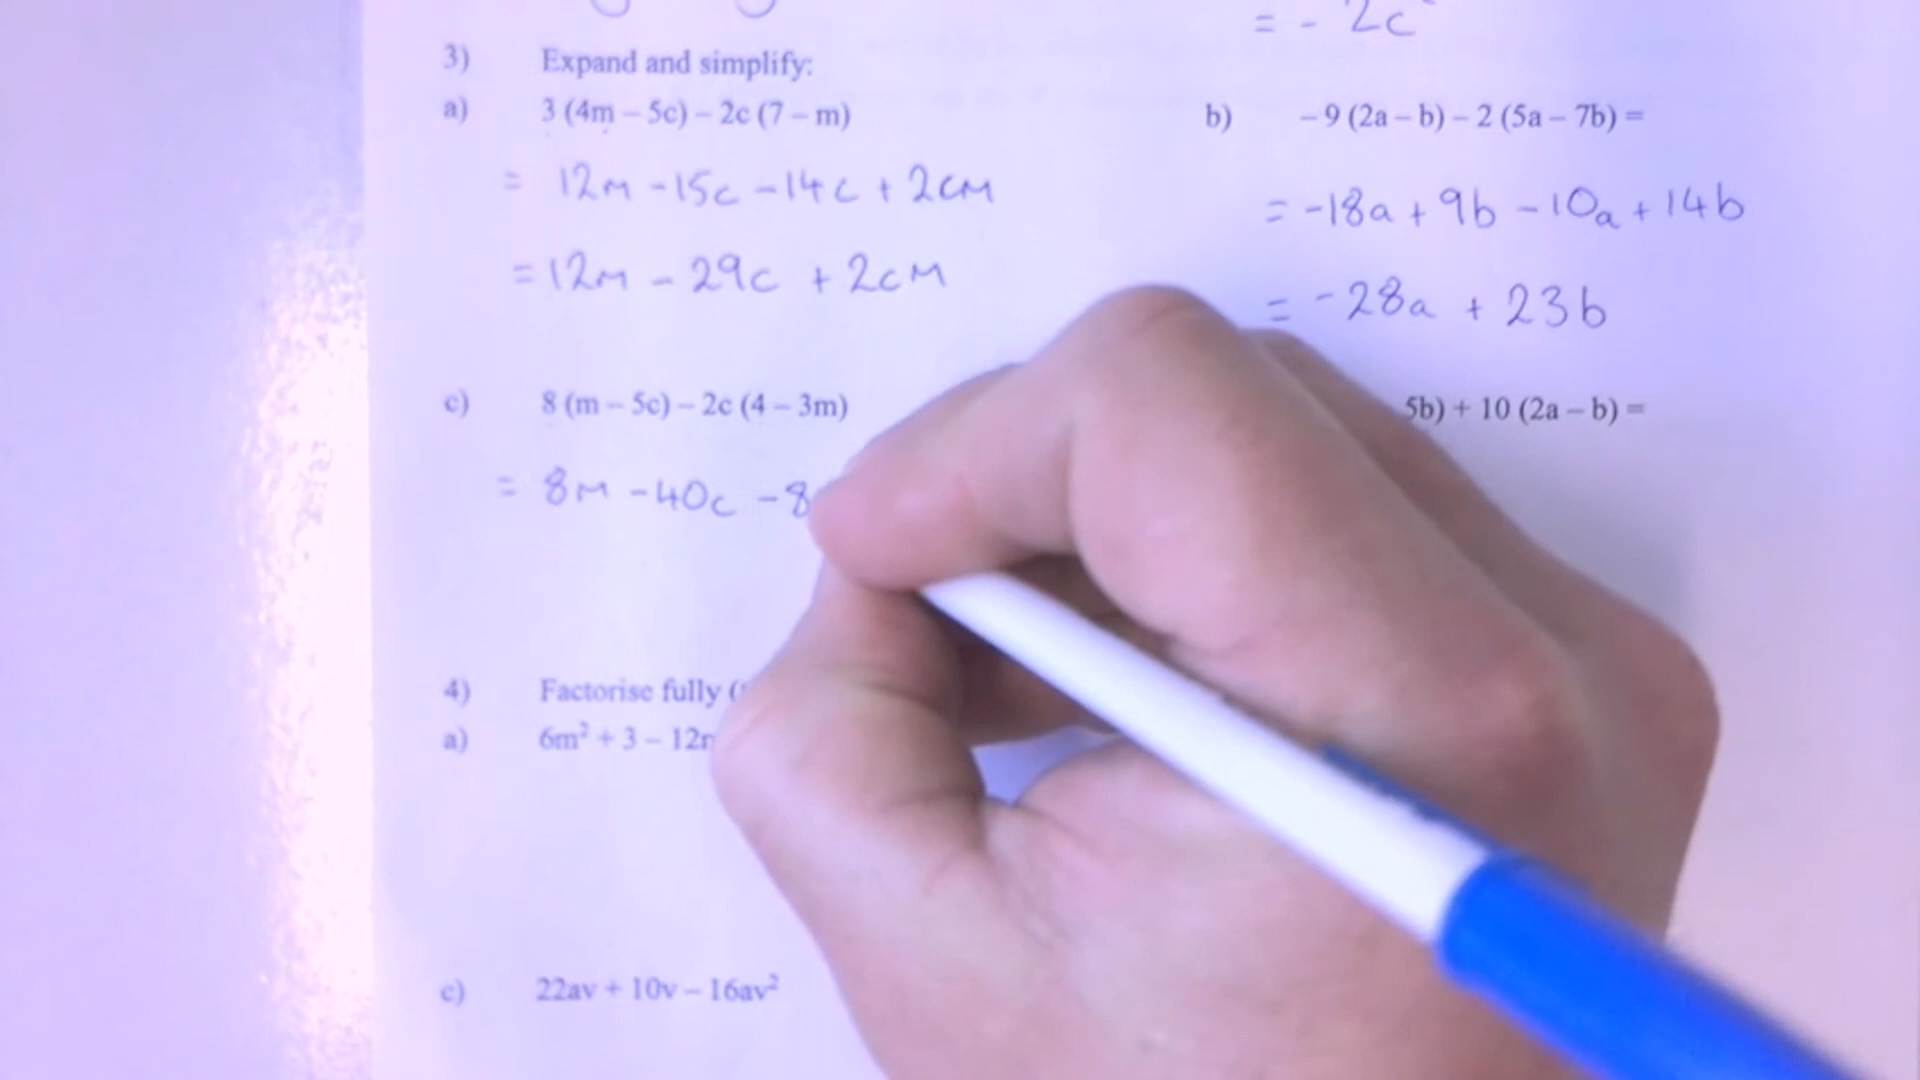 = - 2c
3) Expand and simplify:
a) 3 (4m – 5c) – 2c (7 – m)
= 12m -15c -14c + 2cm
= 12m - 29c + 2cm
b) – 9 (2a – b) – 2 (5a – 7b) =
= -18a + 9b -10a + 14b
= -28a + 23b
c) 8 (m – 5c) – 2c (4 – 3m)
= 8m -40c -8
5b) + 10 (2a – b) =
4) Factorise fully (
a) 6m² + 3 – 12
c) 22av + 10v – 16av²